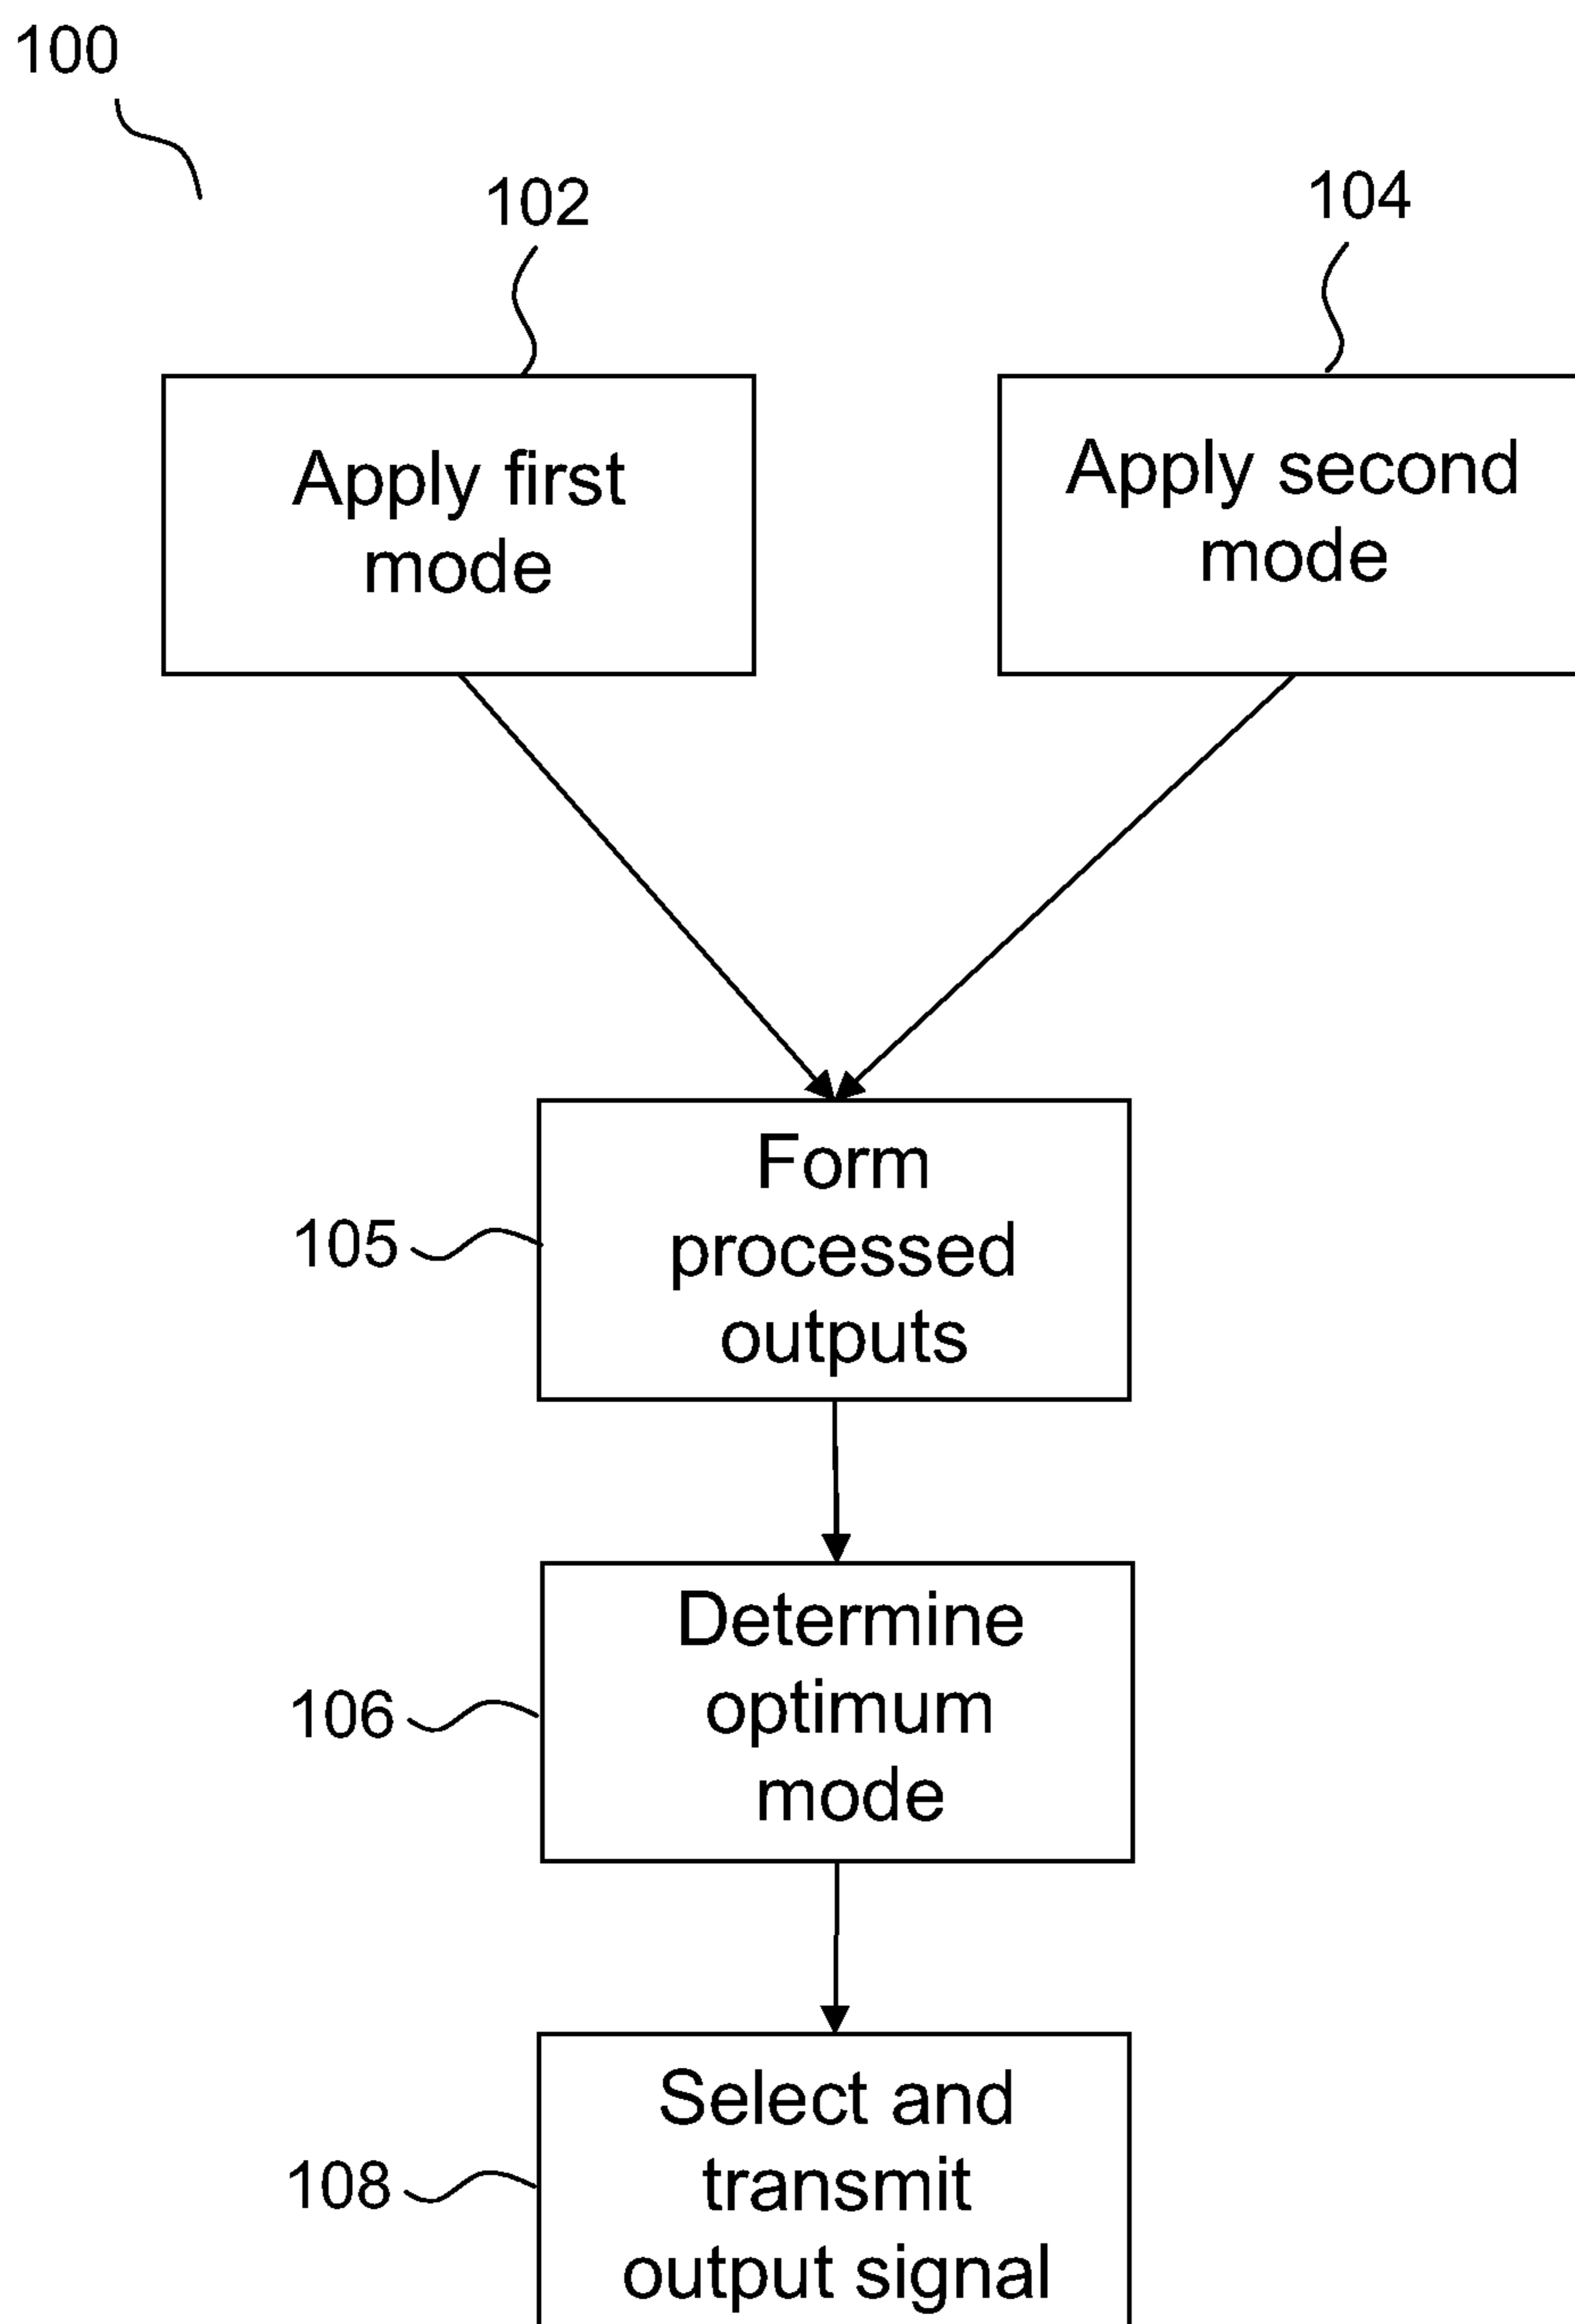 100
102
104
Apply first
mode
Apply second
mode
105
Form
processed
outputs
106
Determine
optimum
mode
108
Select and
transmit
output signal